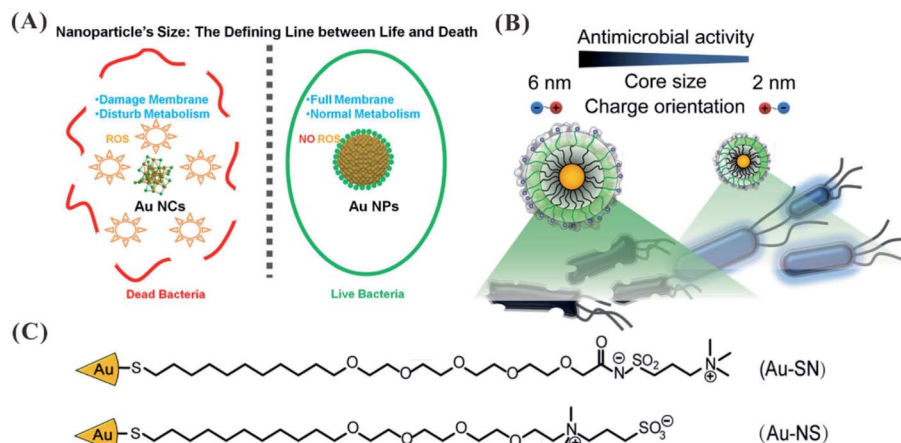 (A)
Nanoparticle's Size: The Defining Line between Life and Death
•Damage Membrane
•Disturb Metabolism
ROS
Au NCs
Dead Bacteria
•Full Membrane
•Normal Metabolism
NO ROS
Au NPs
Live Bacteria
(B)
Antimicrobial activity
6 nm
Core size
2 nm
Charge orientation
− +
+ −
(C)
Au S O O O O O O N ⊖ SO₂ N ⊕ (Au-SN)
Au S O O O O N ⊕ SO₃⊖ (Au-NS)